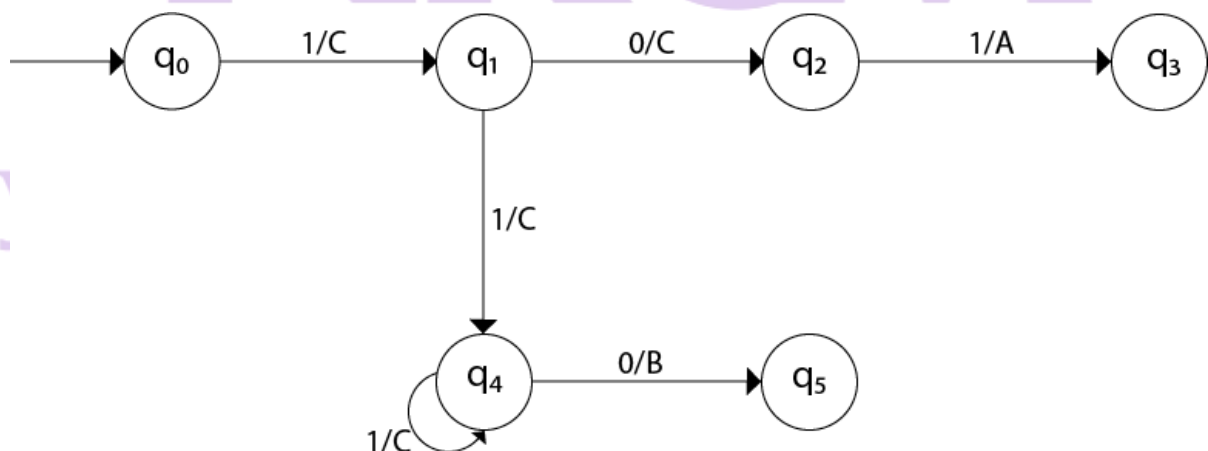 1/C 0/C 1/A
q₀ q₁ q₂ q₃
1/C
0/B
q₄ q₅
1/C